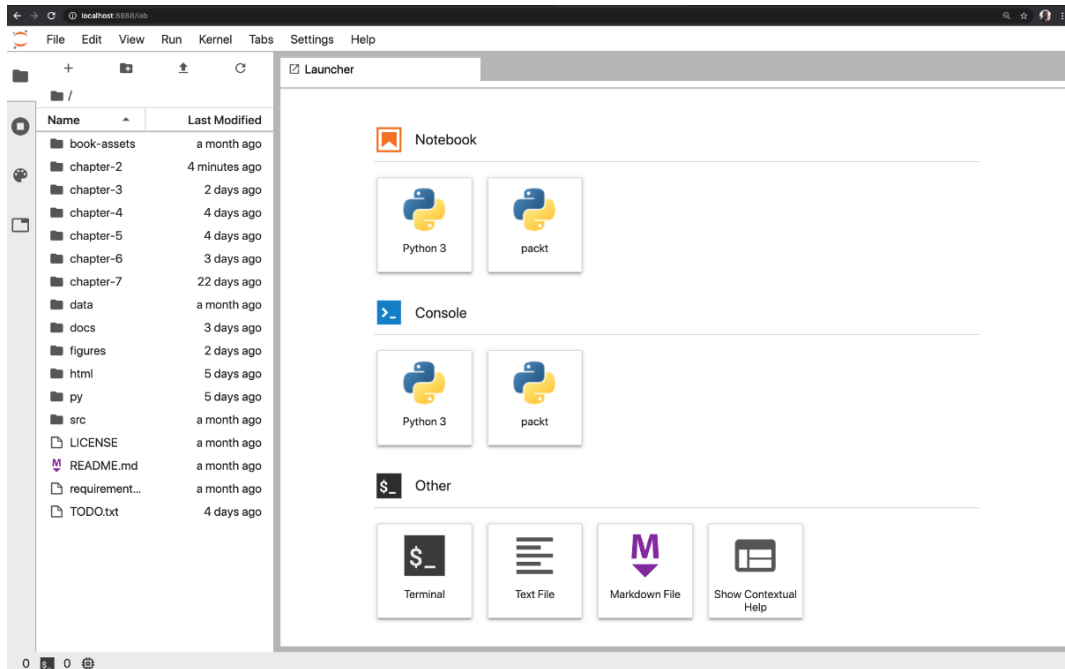 localhost:8888/lab
File Edit View Run Kernel Tabs Settings Help
Launcher
/
Name Last Modified
book-assets a month ago
chapter-2 4 minutes ago
chapter-3 2 days ago
chapter-4 4 days ago
chapter-5 4 days ago
chapter-6 3 days ago
chapter-7 22 days ago
data a month ago
docs 3 days ago
figures 2 days ago
html 5 days ago
py 5 days ago
src a month ago
LICENSE a month ago
README.md a month ago
requirement... a month ago
TODO.txt 4 days ago
Notebook
Python 3 packt
Console
Python 3 packt
$_ Other
$_ M
Terminal Text File Markdown File Show Contextual
Help
0 $_ 0